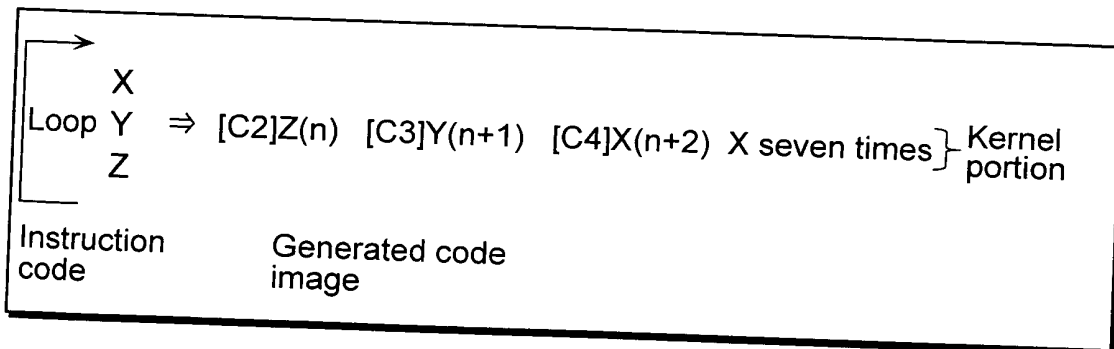 X
Loop Y ⇒ [C2]Z(n) [C3]Y(n+1) [C4]X(n+2) X seven times Kernel portion
Z
Instruction code
Generated code image